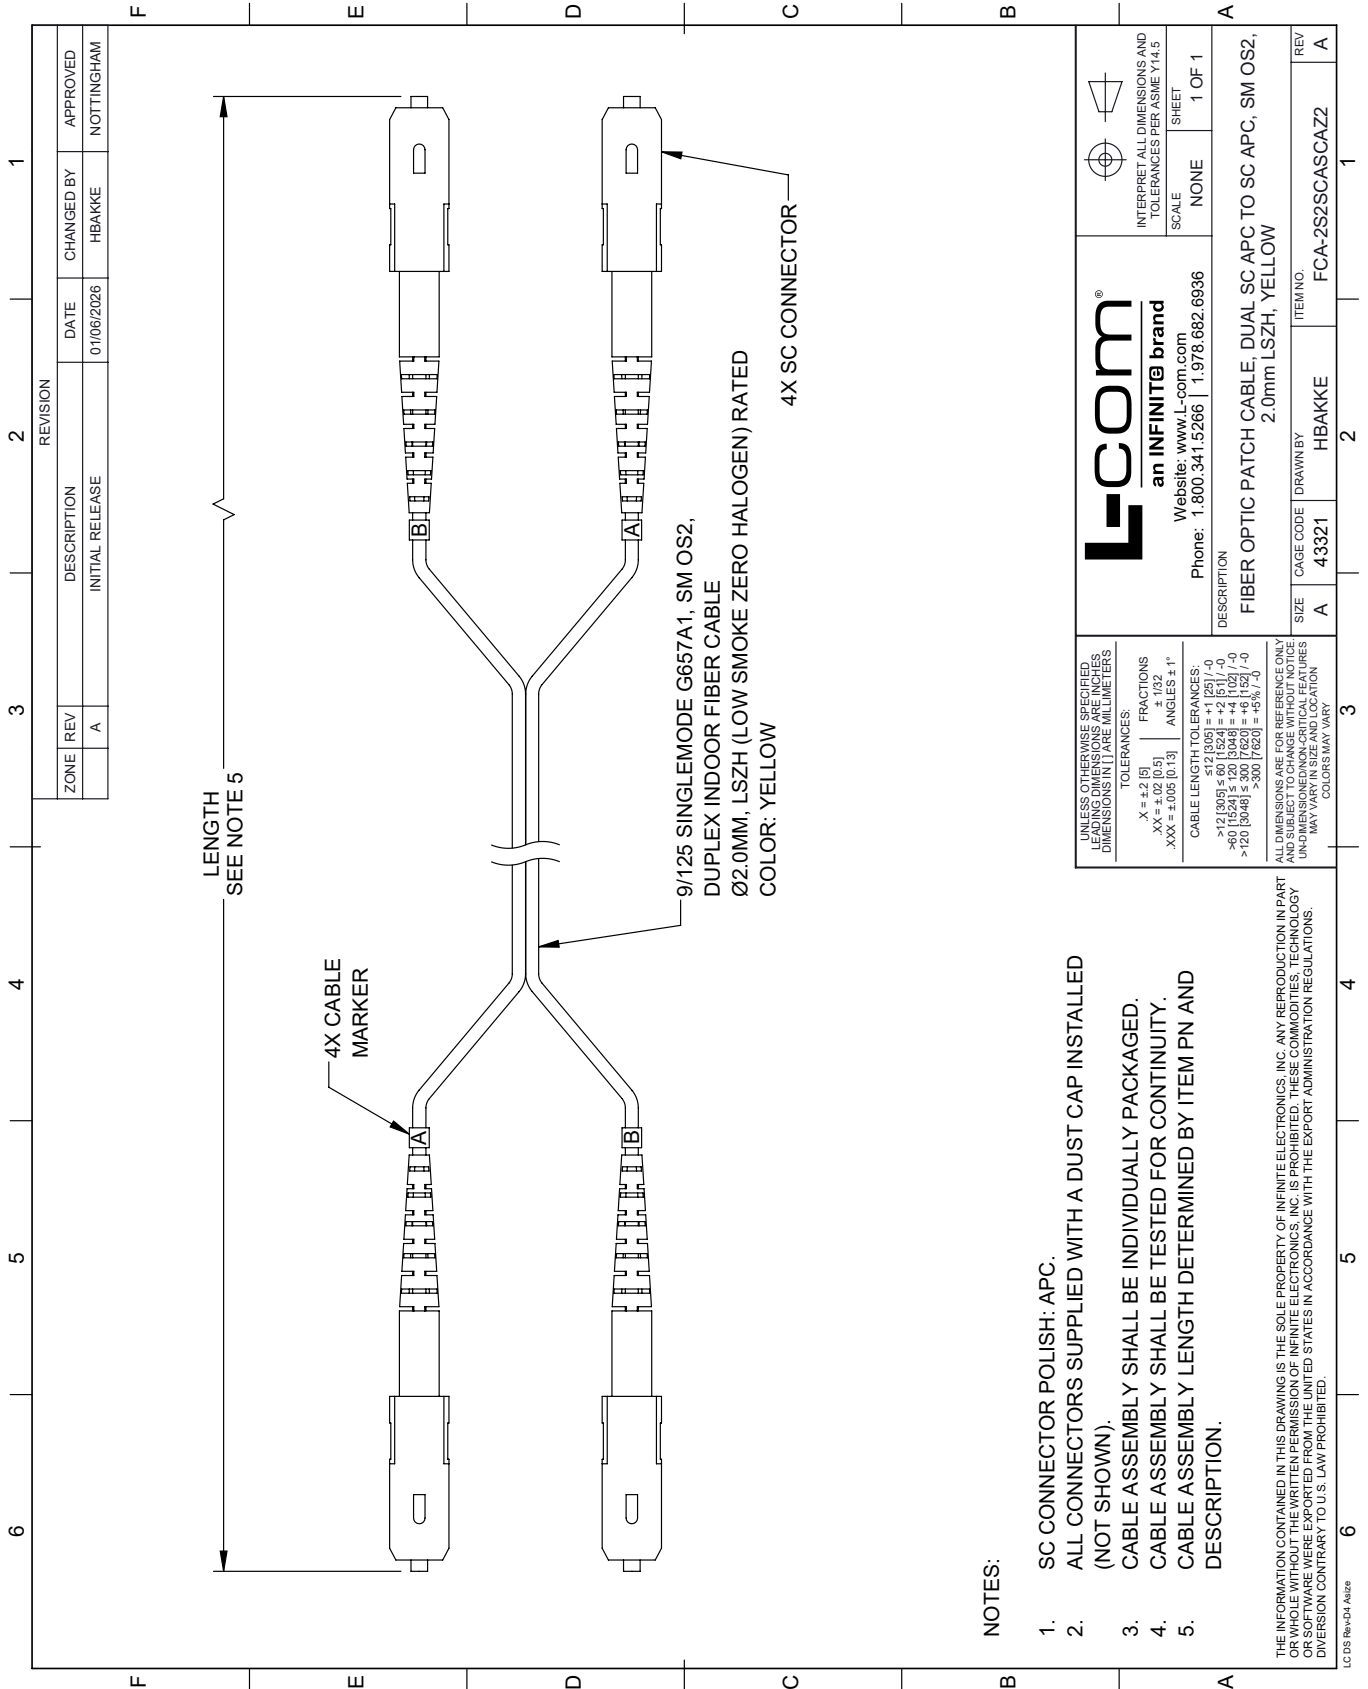 6 5 4 3 2 1
REVISION
ZONE REV DESCRIPTION DATE CHANGED BY APPROVED
A INITIAL RELEASE 01/06/2026 HBAKKE NOTTINGHAM
F
E
D
C
B
A
LENGTH
SEE NOTE 5
4X CABLE
MARKER
A
B
B
A
9/125 SINGLEMODE G657A1, SM OS2,
DUPLEX INDOOR FIBER CABLE
Ø2.0MM, LSZH (LOW SMOKE ZERO HALOGEN) RATED
COLOR: YELLOW
4X SC CONNECTOR
NOTES:
1. SC CONNECTOR POLISH: APC.
2. ALL CONNECTORS SUPPLIED WITH A DUST CAP INSTALLED
(NOT SHOWN).
3. CABLE ASSEMBLY SHALL BE INDIVIDUALLY PACKAGED.
4. CABLE ASSEMBLY SHALL BE TESTED FOR CONTINUITY.
5. CABLE ASSEMBLY LENGTH DETERMINED BY ITEM PN AND
DESCRIPTION.
THE INFORMATION CONTAINED IN THIS DRAWING IS THE SOLE PROPERTY OF INFINITE ELECTRONICS, INC. ANY REPRODUCTION IN PART
OR WHOLE WITHOUT THE WRITTEN PERMISSION OF INFINITE ELECTRONICS, INC. IS PROHIBITED. THESE COMMODITIES, TECHNOLOGY
OR SOFTWARE WERE EXPORTED FROM THE UNITED STATES IN ACCORDANCE WITH THE EXPORT ADMINISTRATION REGULATIONS.
DIVERSION CONTRARY TO U.S. LAW PROHIBITED.
UNLESS OTHERWISE SPECIFIED
LEADING DIMENSIONS ARE INCHES
DIMENSIONS IN [ ] ARE MILLIMETERS
TOLERANCES:
.X = ±.2 [5] FRACTIONS
.XX = ±.02 [0.5] ± 1/32
.XXX = ±.005 [0.13] ANGLES ± 1°
CABLE LENGTH TOLERANCES:
≤12 [305] = +1 [25] / -0
>12 [305] ≤ 60 [1524] = +2 [51] / -0
>60 [1524] ≤ 120 [3048] = +4 [102] / -0
>120 [3048] ≤ 300 [7620] = +6 [152] / -0
>300 [7620] = +5% / -0
ALL DIMENSIONS ARE FOR REFERENCE ONLY
AND SUBJECT TO CHANGE WITHOUT NOTICE.
UN-DIMENSIONED/NON-CRITICAL FEATURES
MAY VARY IN SIZE AND LOCATION
COLORS MAY VARY
L-com®
an INFINIT@ brand
Website: www.L-com.com
Phone: 1.800.341.5266 | 1.978.682.6936
INTERPRET ALL DIMENSIONS AND
TOLERANCES PER ASME Y14.5
SCALE SHEET
NONE 1 OF 1
DESCRIPTION
FIBER OPTIC PATCH CABLE, DUAL SC APC TO SC APC, SM OS2,
2.0mm LSZH, YELLOW
SIZE CAGE CODE DRAWN BY ITEM NO. REV
A 43321 HBAKKE FCA-2S2SCASCAZ2 A
F
E
D
C
B
A
LC DS Rev-D4 Asize
6 5 4 3 2 1